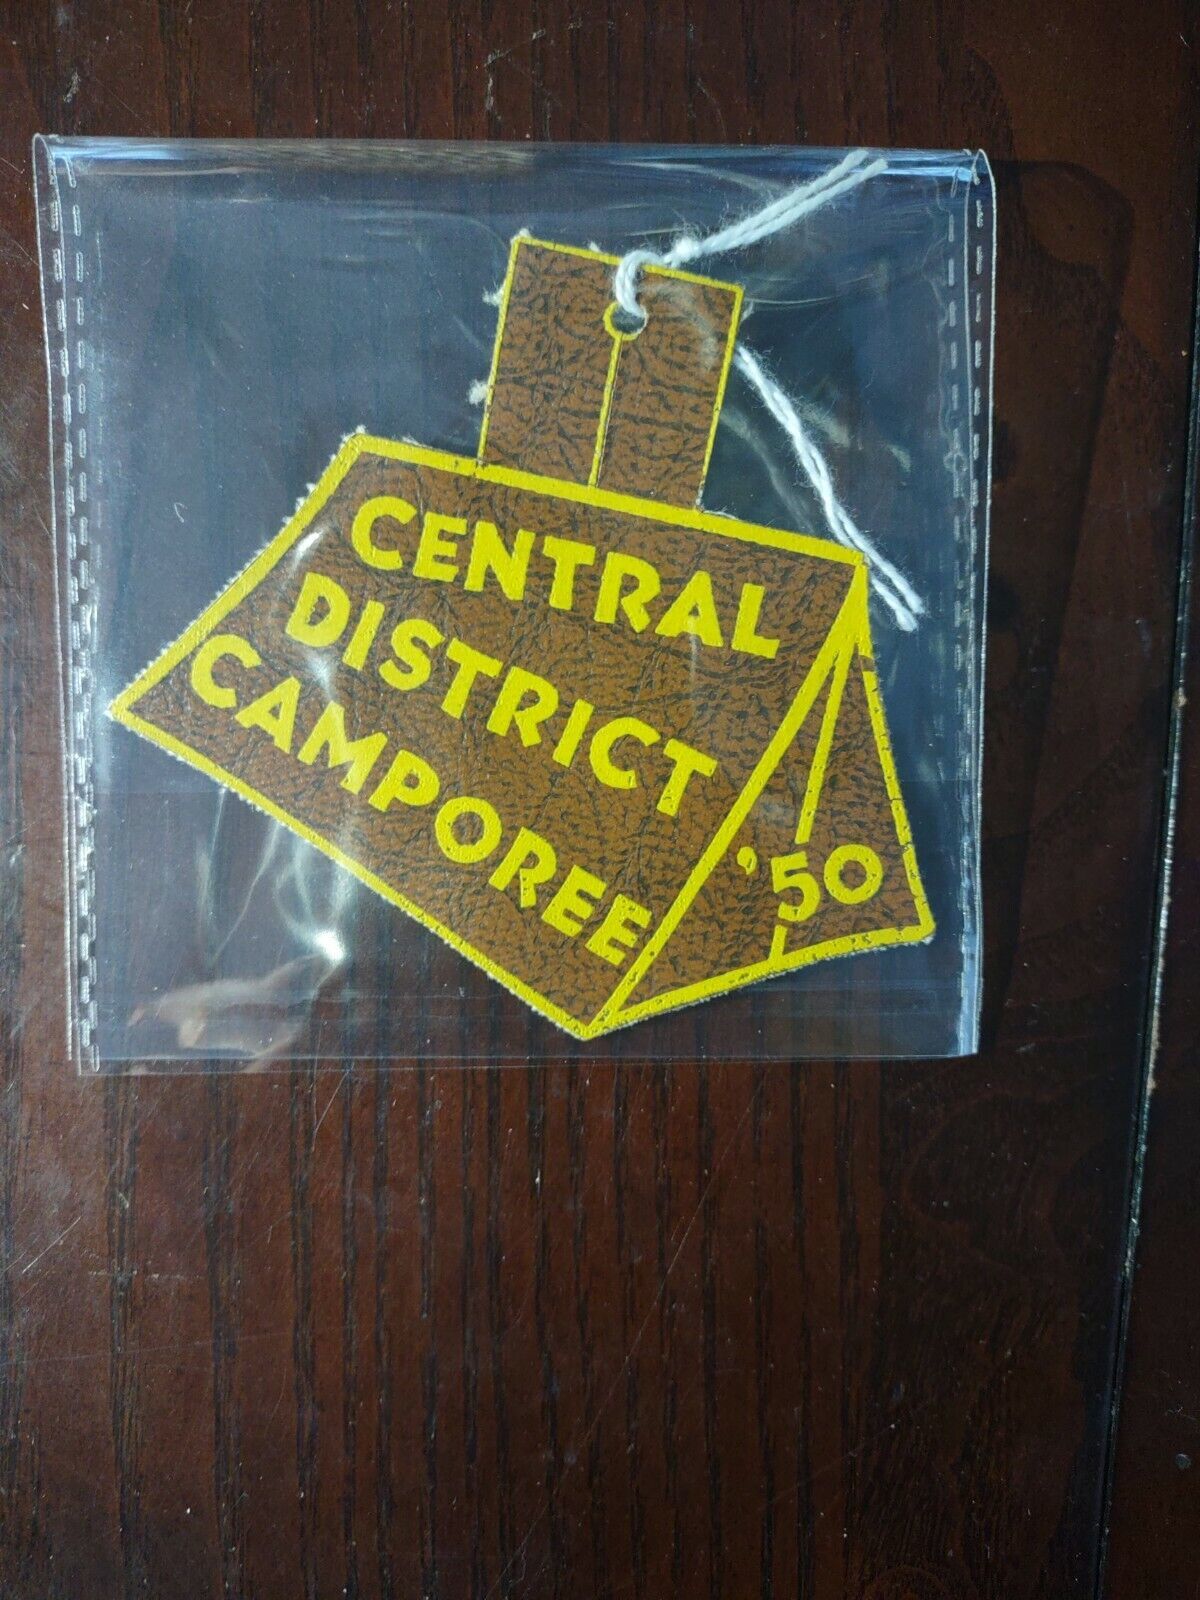 CENTRAL
DISTRICT
CAMPOREE
'50